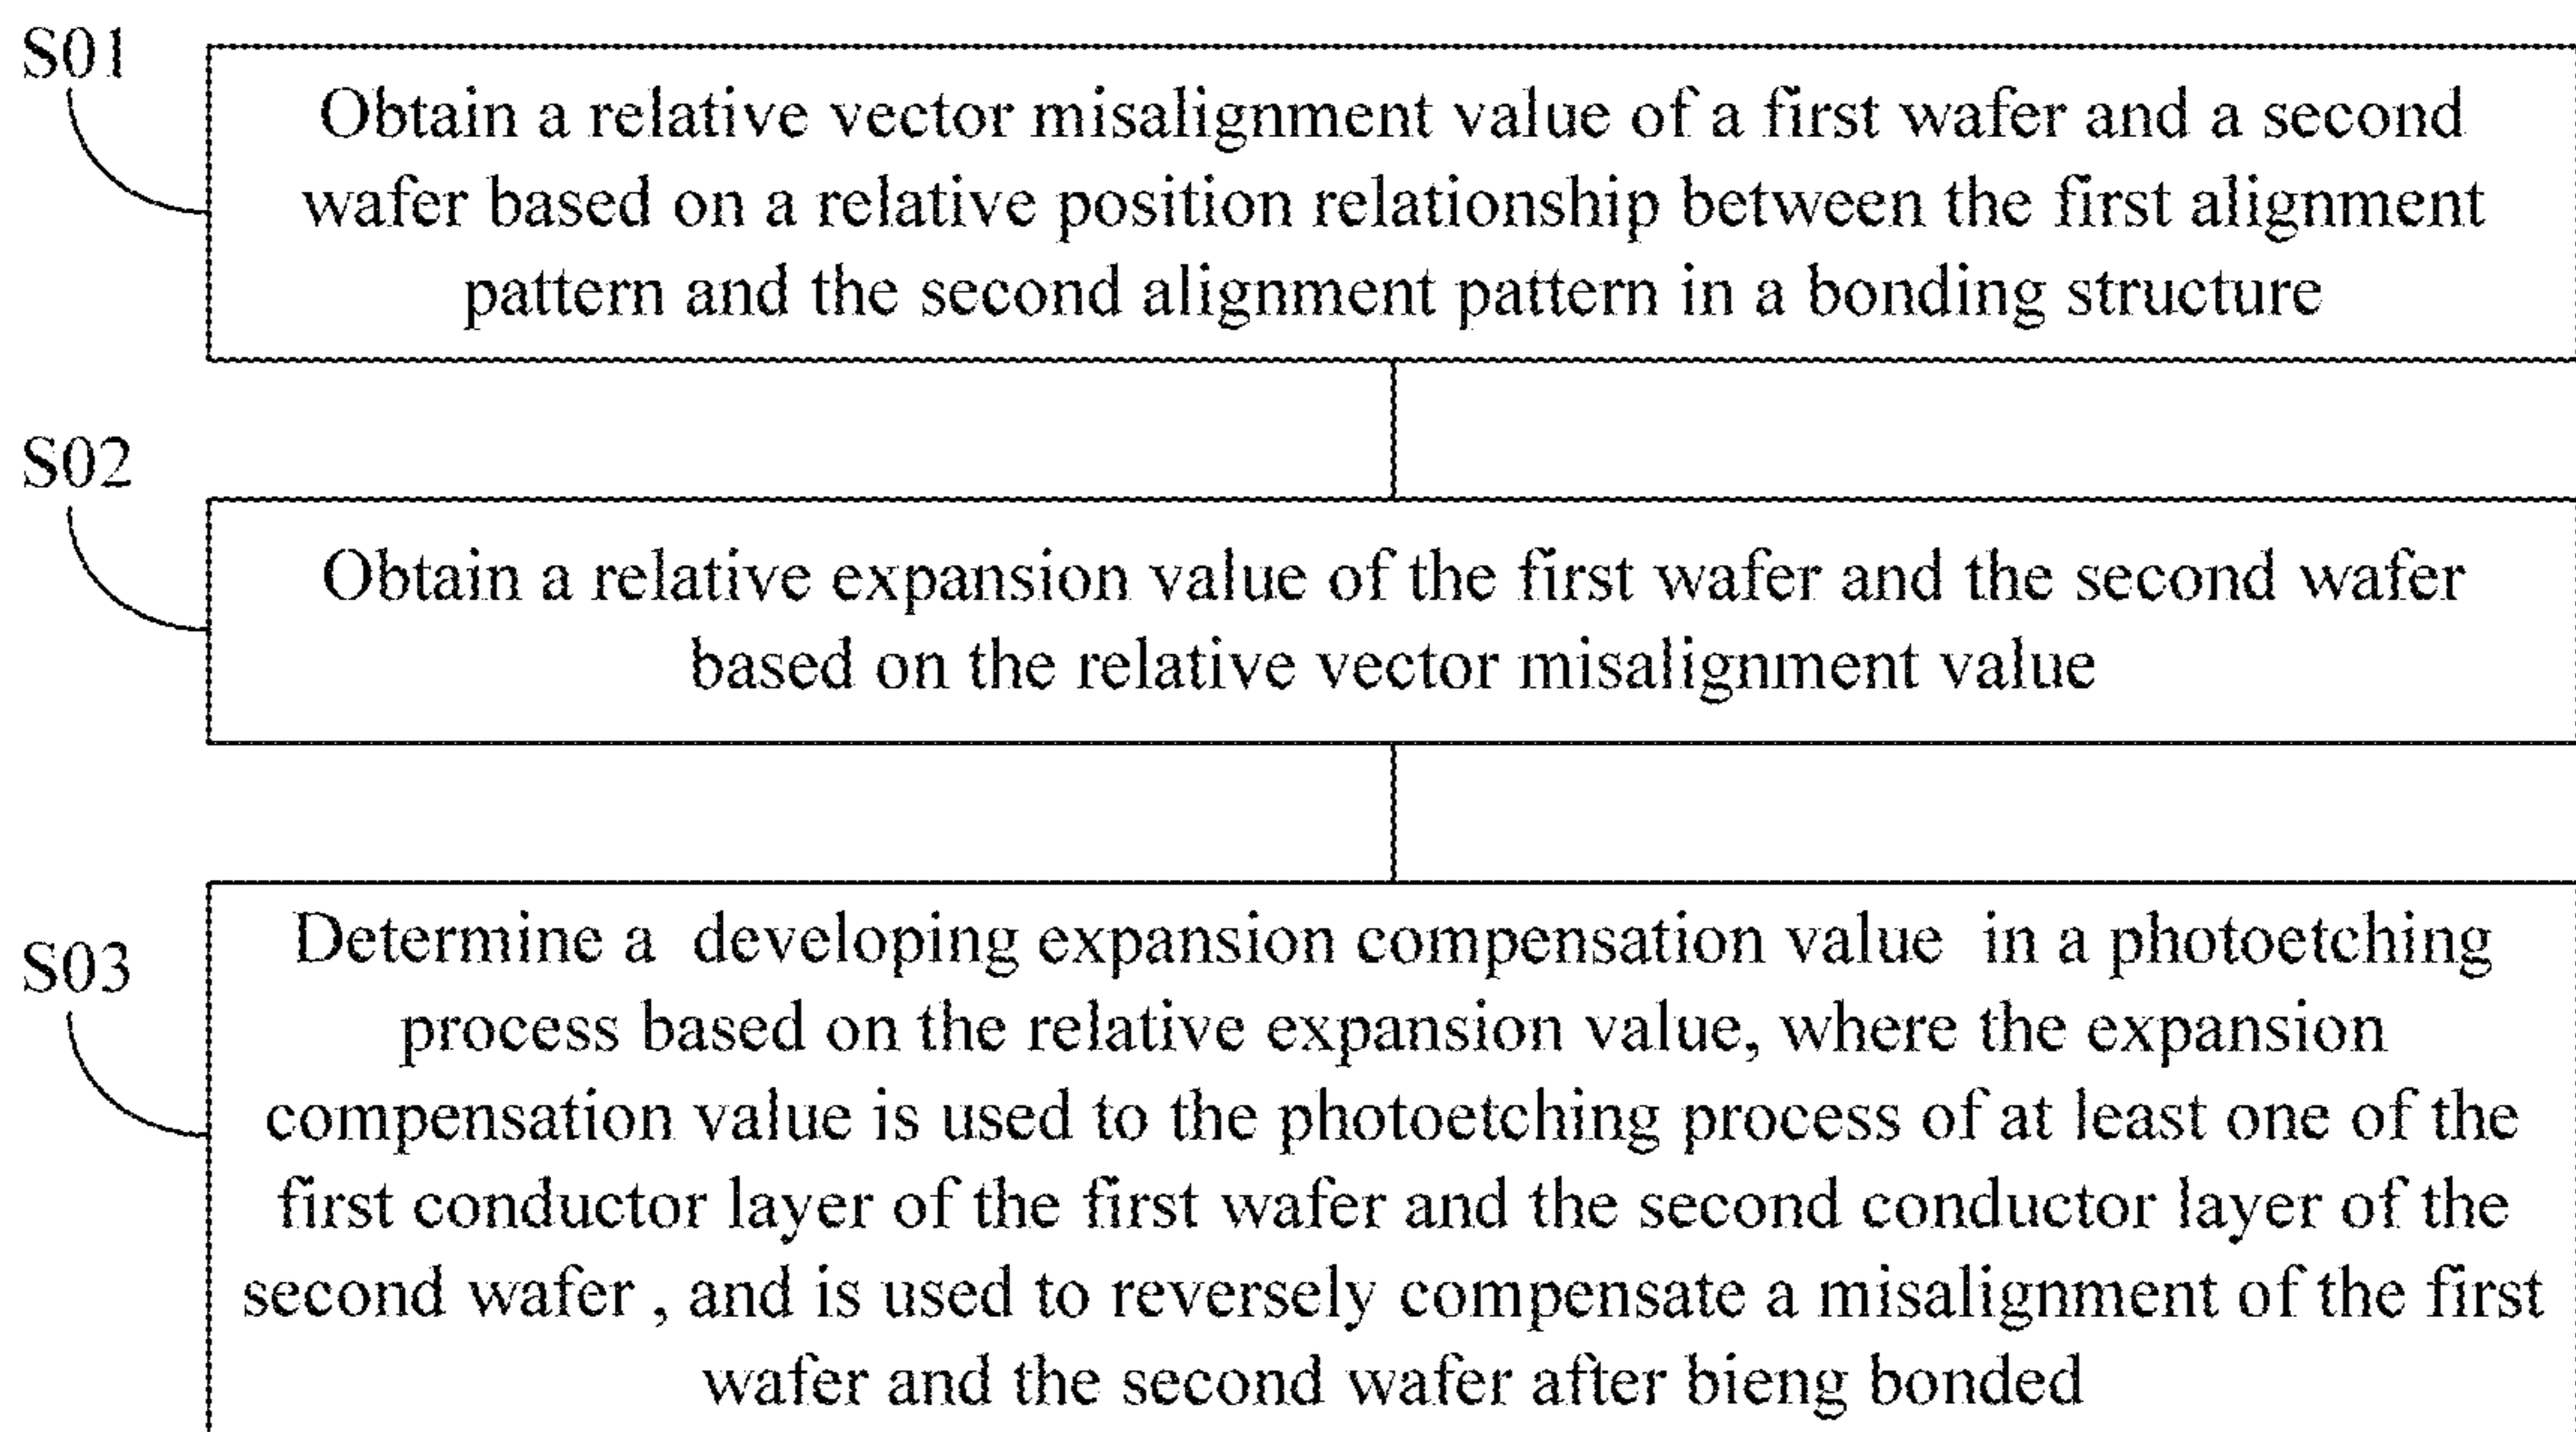 S01
Obtain a relative vector misalignment value of a first wafer and a second
wafer based on a relative position relationship between the first alignment
pattern and the second alignment pattern in a bonding structure
S02
Obtain a relative expansion value of the first wafer and the second wafer
based on the relative vector misalignment value
S03
Determine a developing expansion compensation value in a photoetching
process based on the relative expansion value, where the expansion
compensation value is used to the photoetching process of at least one of the
first conductor layer of the first wafer and the second conductor layer of the
second wafer , and is used to reversely compensate a misalignment of the first
wafer and the second wafer after bieng bonded